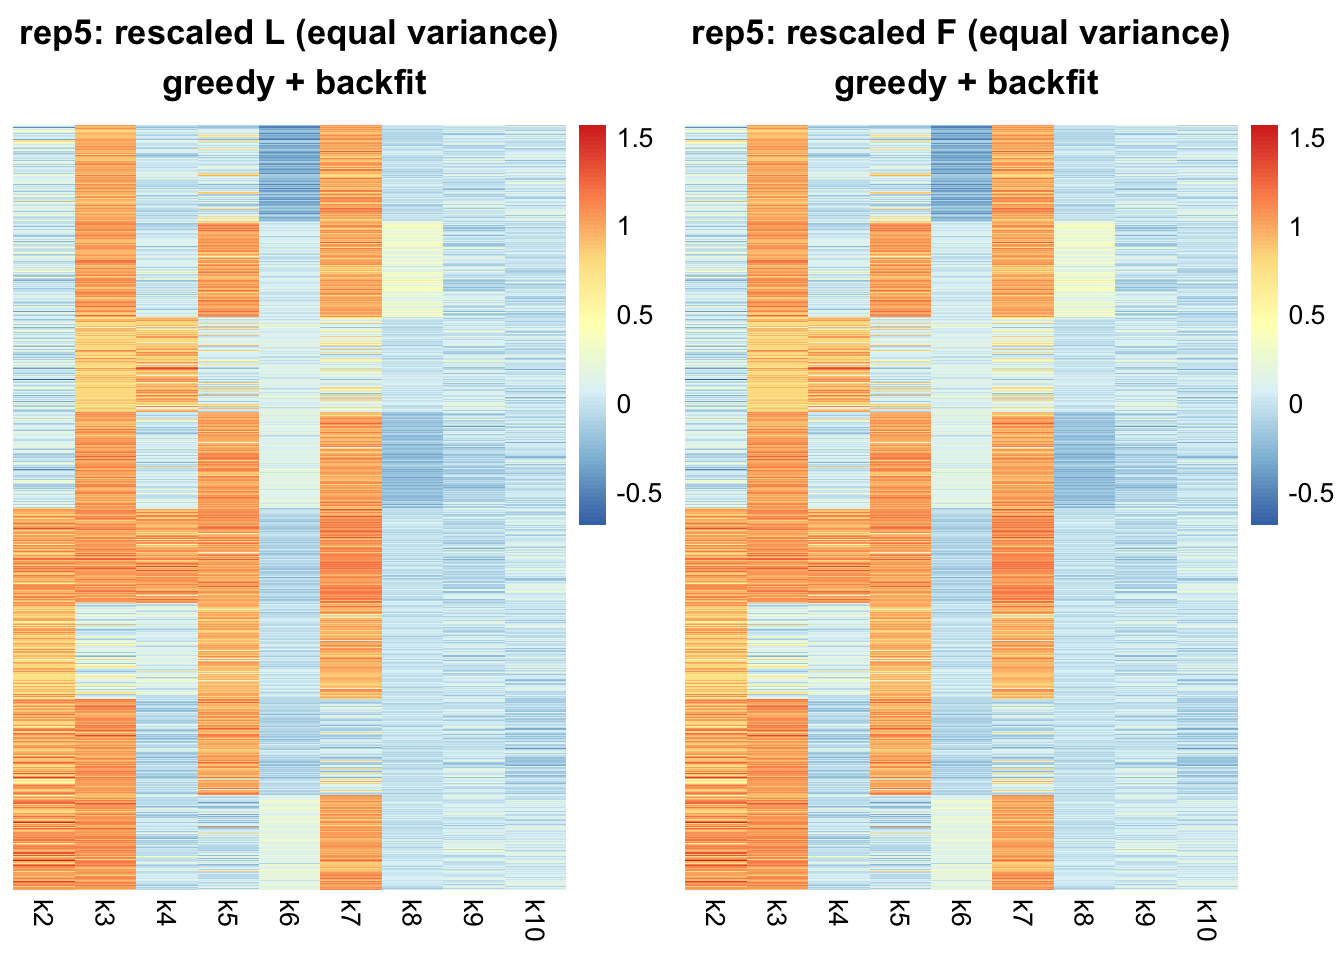 rep5: rescaled L (equal variance)
greedy + backfit
1.5
1
0.5
0
-0.5
k2
k3
k4
k5
k6
k7
k8
k9
k10
rep5: rescaled F (equal variance)
greedy + backfit
1.5
1
0.5
0
-0.5
k2
k3
k4
k5
k6
k7
k8
k9
k10